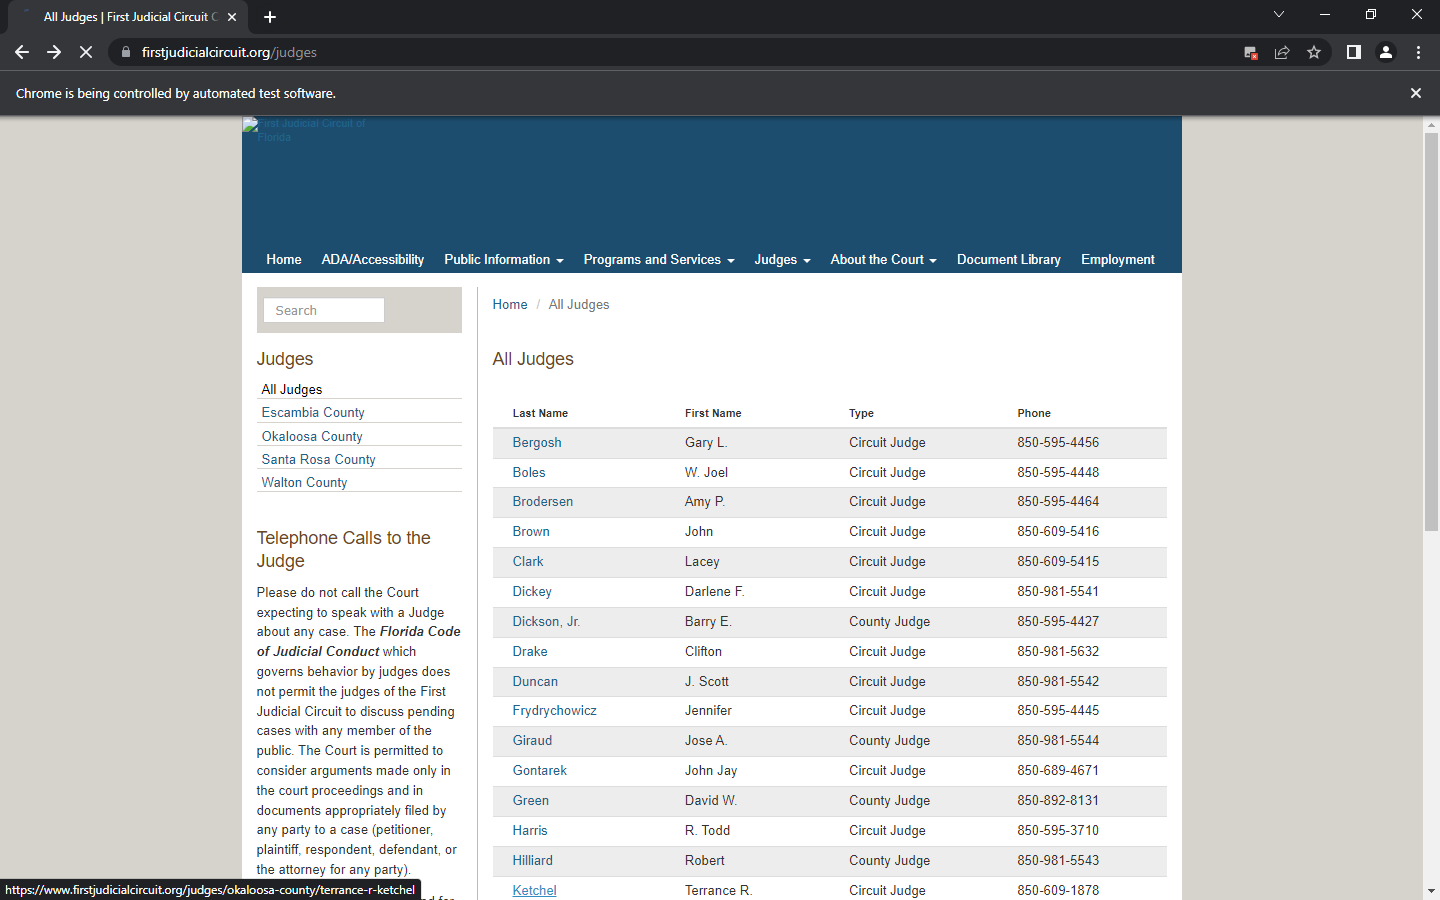 All Judges | First Judicial Circuit C
firstjudicialcircuit.org/judges
Chrome is being controlled by automated test software.
First Judicial Circuit of
Florida
Home ADA/Accessibility Public Information Programs and Services Judges About the Court Document Library Employment
Search
Judges
All Judges
Escambia County
Okaloosa County
Santa Rosa County
Walton County
Telephone Calls to the
Judge
Please do not call the Court
expecting to speak with a Judge
about any case. The Florida Code
of Judicial Conduct which
governs behavior by judges does
not permit the judges of the First
Judicial Circuit to discuss pending
cases with any member of the
public. The Court is permitted to
consider arguments made only in
the court proceedings and in
documents appropriately filed by
any party to a case (petitioner,
plaintiff, respondent, defendant, or
the attorney for any party).
Home / All Judges
All Judges
Last Name First Name Type Phone
Bergosh Gary L. Circuit Judge 850-595-4456
Boles W. Joel Circuit Judge 850-595-4448
Brodersen Amy P. Circuit Judge 850-595-4464
Brown John Circuit Judge 850-609-5416
Clark Lacey Circuit Judge 850-609-5415
Dickey Darlene F. Circuit Judge 850-981-5541
Dickson, Jr. Barry E. County Judge 850-595-4427
Drake Clifton Circuit Judge 850-981-5632
Duncan J. Scott Circuit Judge 850-981-5542
Frydrychowicz Jennifer Circuit Judge 850-595-4445
Giraud Jose A. County Judge 850-981-5544
Gontarek John Jay Circuit Judge 850-689-4671
Green David W. County Judge 850-892-8131
Harris R. Todd Circuit Judge 850-595-3710
Hilliard Robert County Judge 850-981-5543
Ketchel Terrance R. Circuit Judge 850-609-1878
https://www.firstjudicialcircuit.org/judges/okaloosa-county/terrance-r-ketchel